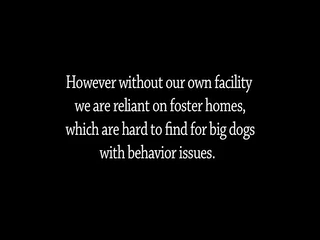 However without our own facility
we are reliant on foster homes,
which are hard to find for big dogs
with behavior issues.